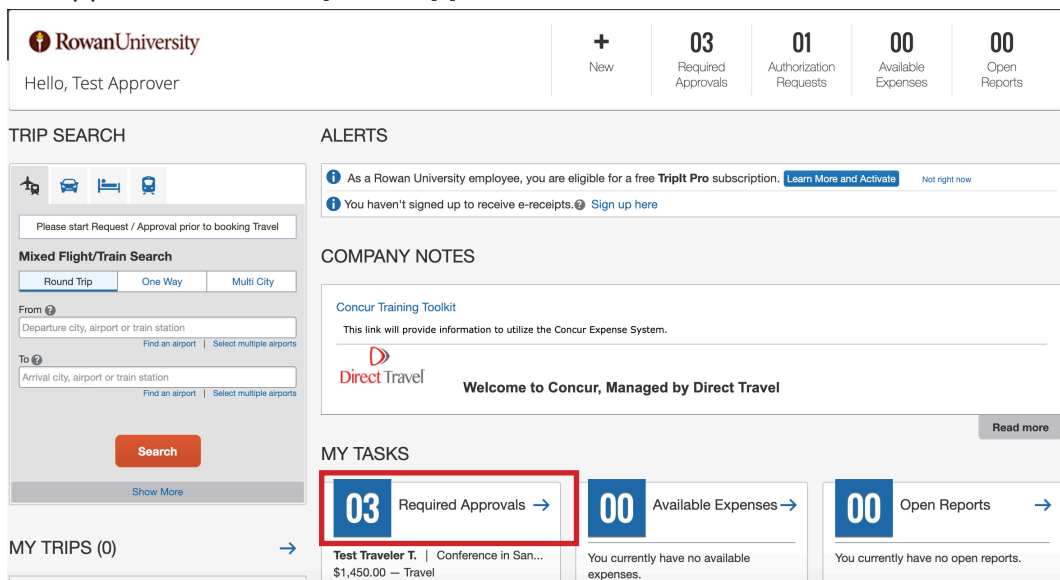 RowanUniversity
Hello, Test Approver
+
New
03
Required
Approvals
01
Authorization
Requests
00
Available
Expenses
00
Open
Reports
TRIP SEARCH
Please start Request / Approval prior to booking Travel
Mixed Flight/Train Search
Round Trip
One Way
Multi City
From ?
Departure city, airport or train station
Find an airport | Select multiple airports
To ?
Arrival city, airport or train station
Find an airport | Select multiple airports
Search
Show More
MY TRIPS (0)
ALERTS
As a Rowan University employee, you are eligible for a free TripIt Pro subscription. Learn More and Activate Not right now
You haven't signed up to receive e-receipts.? Sign up here
COMPANY NOTES
Concur Training Toolkit
This link will provide information to utilize the Concur Expense System.
Direct Travel
Welcome to Concur, Managed by Direct Travel
Read more
MY TASKS
03 Required Approvals →
Test Traveler T. | Conference in San...
$1,450.00 — Travel
00 Available Expenses →
You currently have no available
expenses.
00 Open Reports →
You currently have no open reports.